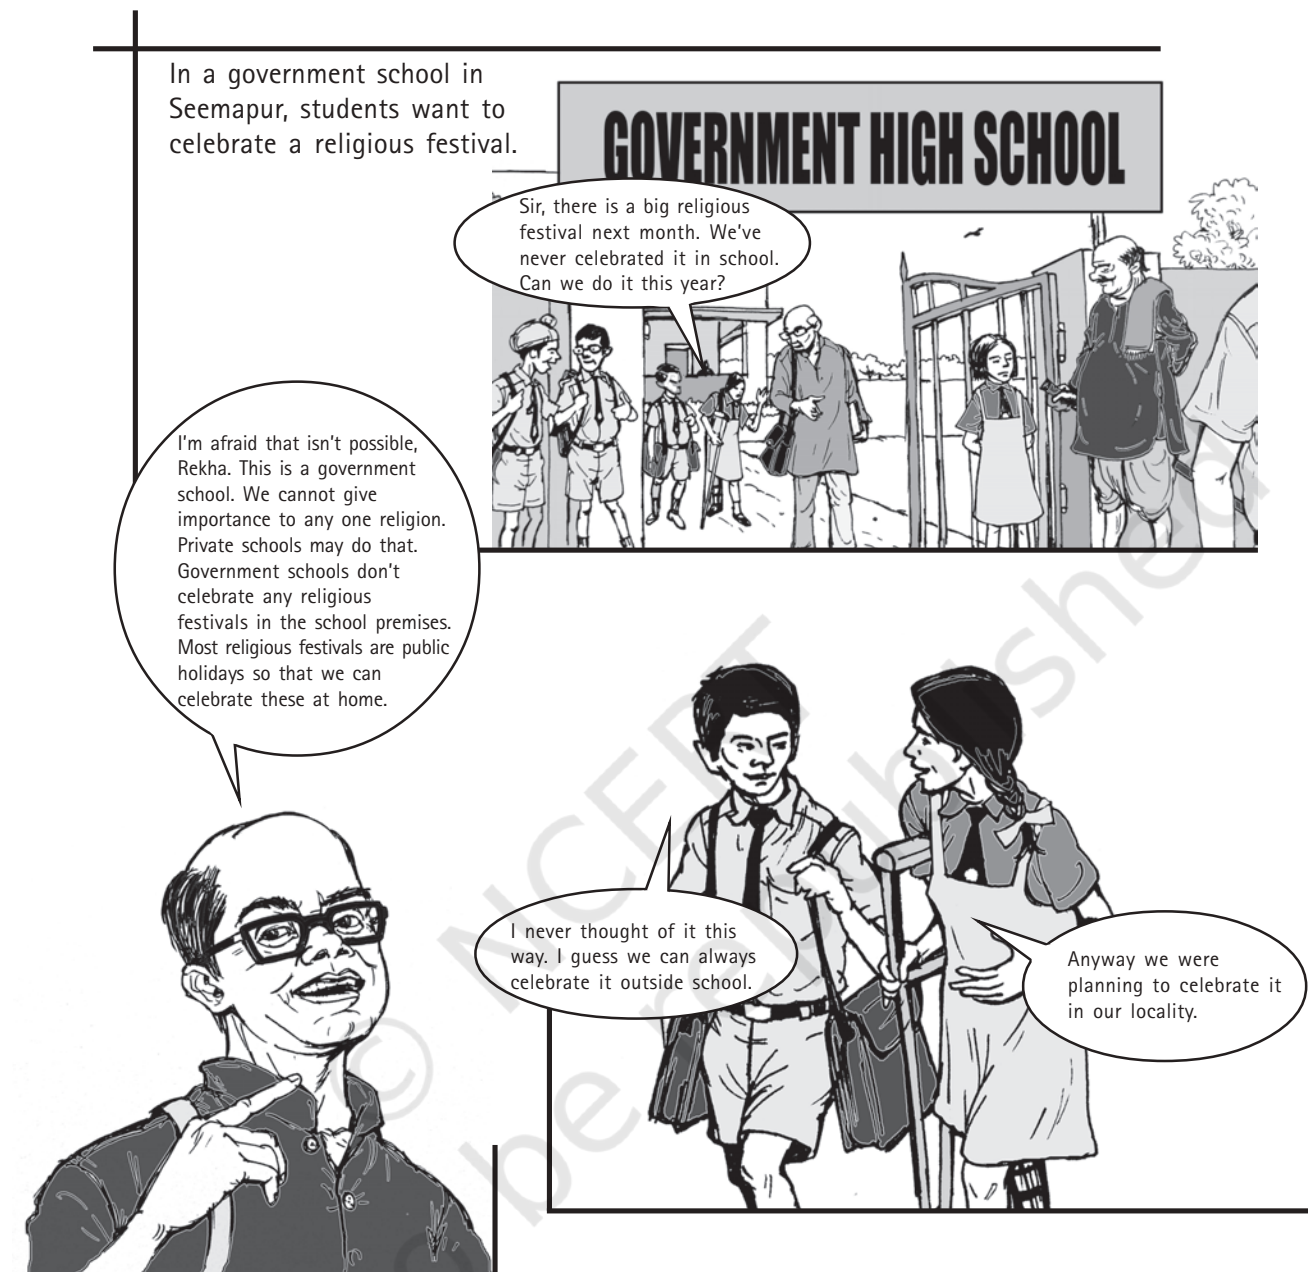 In a government school in
Seemapur, students want to
celebrate a religious festival.
GOVERNMENT HIGH SCHOOL
Sir, there is a big religious
festival next month. We've
never celebrated it in school.
Can we do it this year?
I'm afraid that isn't possible,
Rekha. This is a government
school. We cannot give
importance to any one religion.
Private schools may do that.
Government schools don't
celebrate any religious
festivals in the school premises.
Most religious festivals are public
holidays so that we can
celebrate these at home.
I never thought of it this
way. I guess we can always
celebrate it outside school.
Anyway we were
planning to celebrate it
in our locality.
© NCERT
be republished